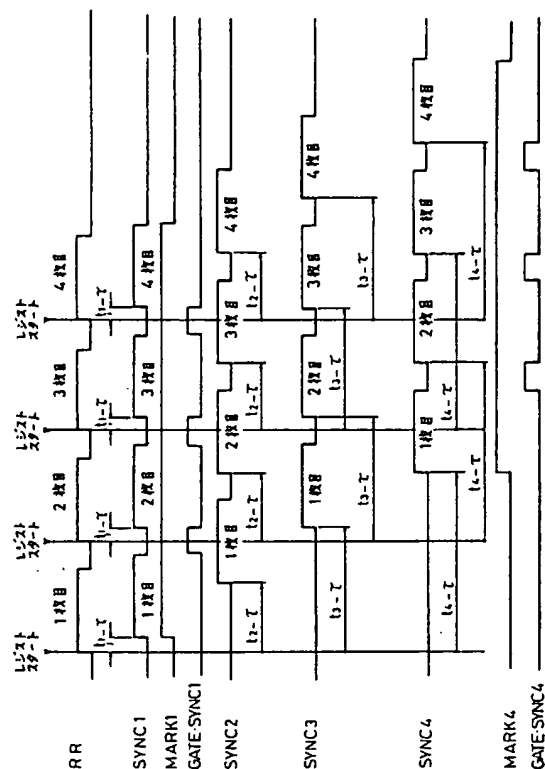 レジスト
スタート
レジスト
スタート
レジスト
スタート
レジスト
スタート
RR
1枚目
2枚目
3枚目
4枚目
t₁-τ
t₁-τ
t₁-τ
t₁-τ
SYNC1
1枚目
2枚目
3枚目
4枚目
MARK1
GATE·SYNC1
SYNC2
1枚目
2枚目
3枚目
4枚目
t₂-τ
t₂-τ
t₂-τ
t₂-τ
SYNC3
1枚目
2枚目
3枚目
4枚目
t₃-τ
t₃-τ
t₃-τ
t₃-τ
SYNC4
1枚目
2枚目
3枚目
4枚目
t₄-τ
t₄-τ
t₄-τ
t₄-τ
MARK4
GATE·SYNC4